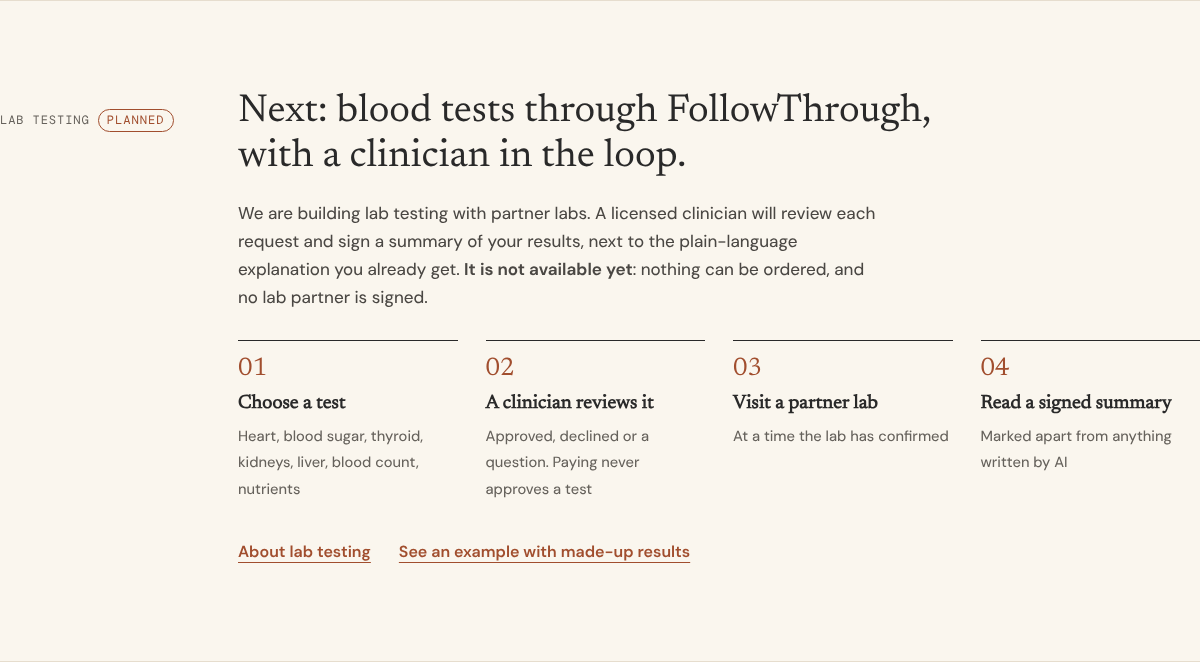 LAB TESTING PLANNED
Next: blood tests through FollowThrough,
with a clinician in the loop.
We are building lab testing with partner labs. A licensed clinician will review each
request and sign a summary of your results, next to the plain-language
explanation you already get. It is not available yet: nothing can be ordered, and
no lab partner is signed.
01
Choose a test
Heart, blood sugar, thyroid,
kidneys, liver, blood count,
nutrients
02
A clinician reviews it
Approved, declined or a
question. Paying never
approves a test
03
Visit a partner lab
At a time the lab has confirmed
04
Read a signed summary
Marked apart from anything
written by AI
About lab testing
See an example with made-up results